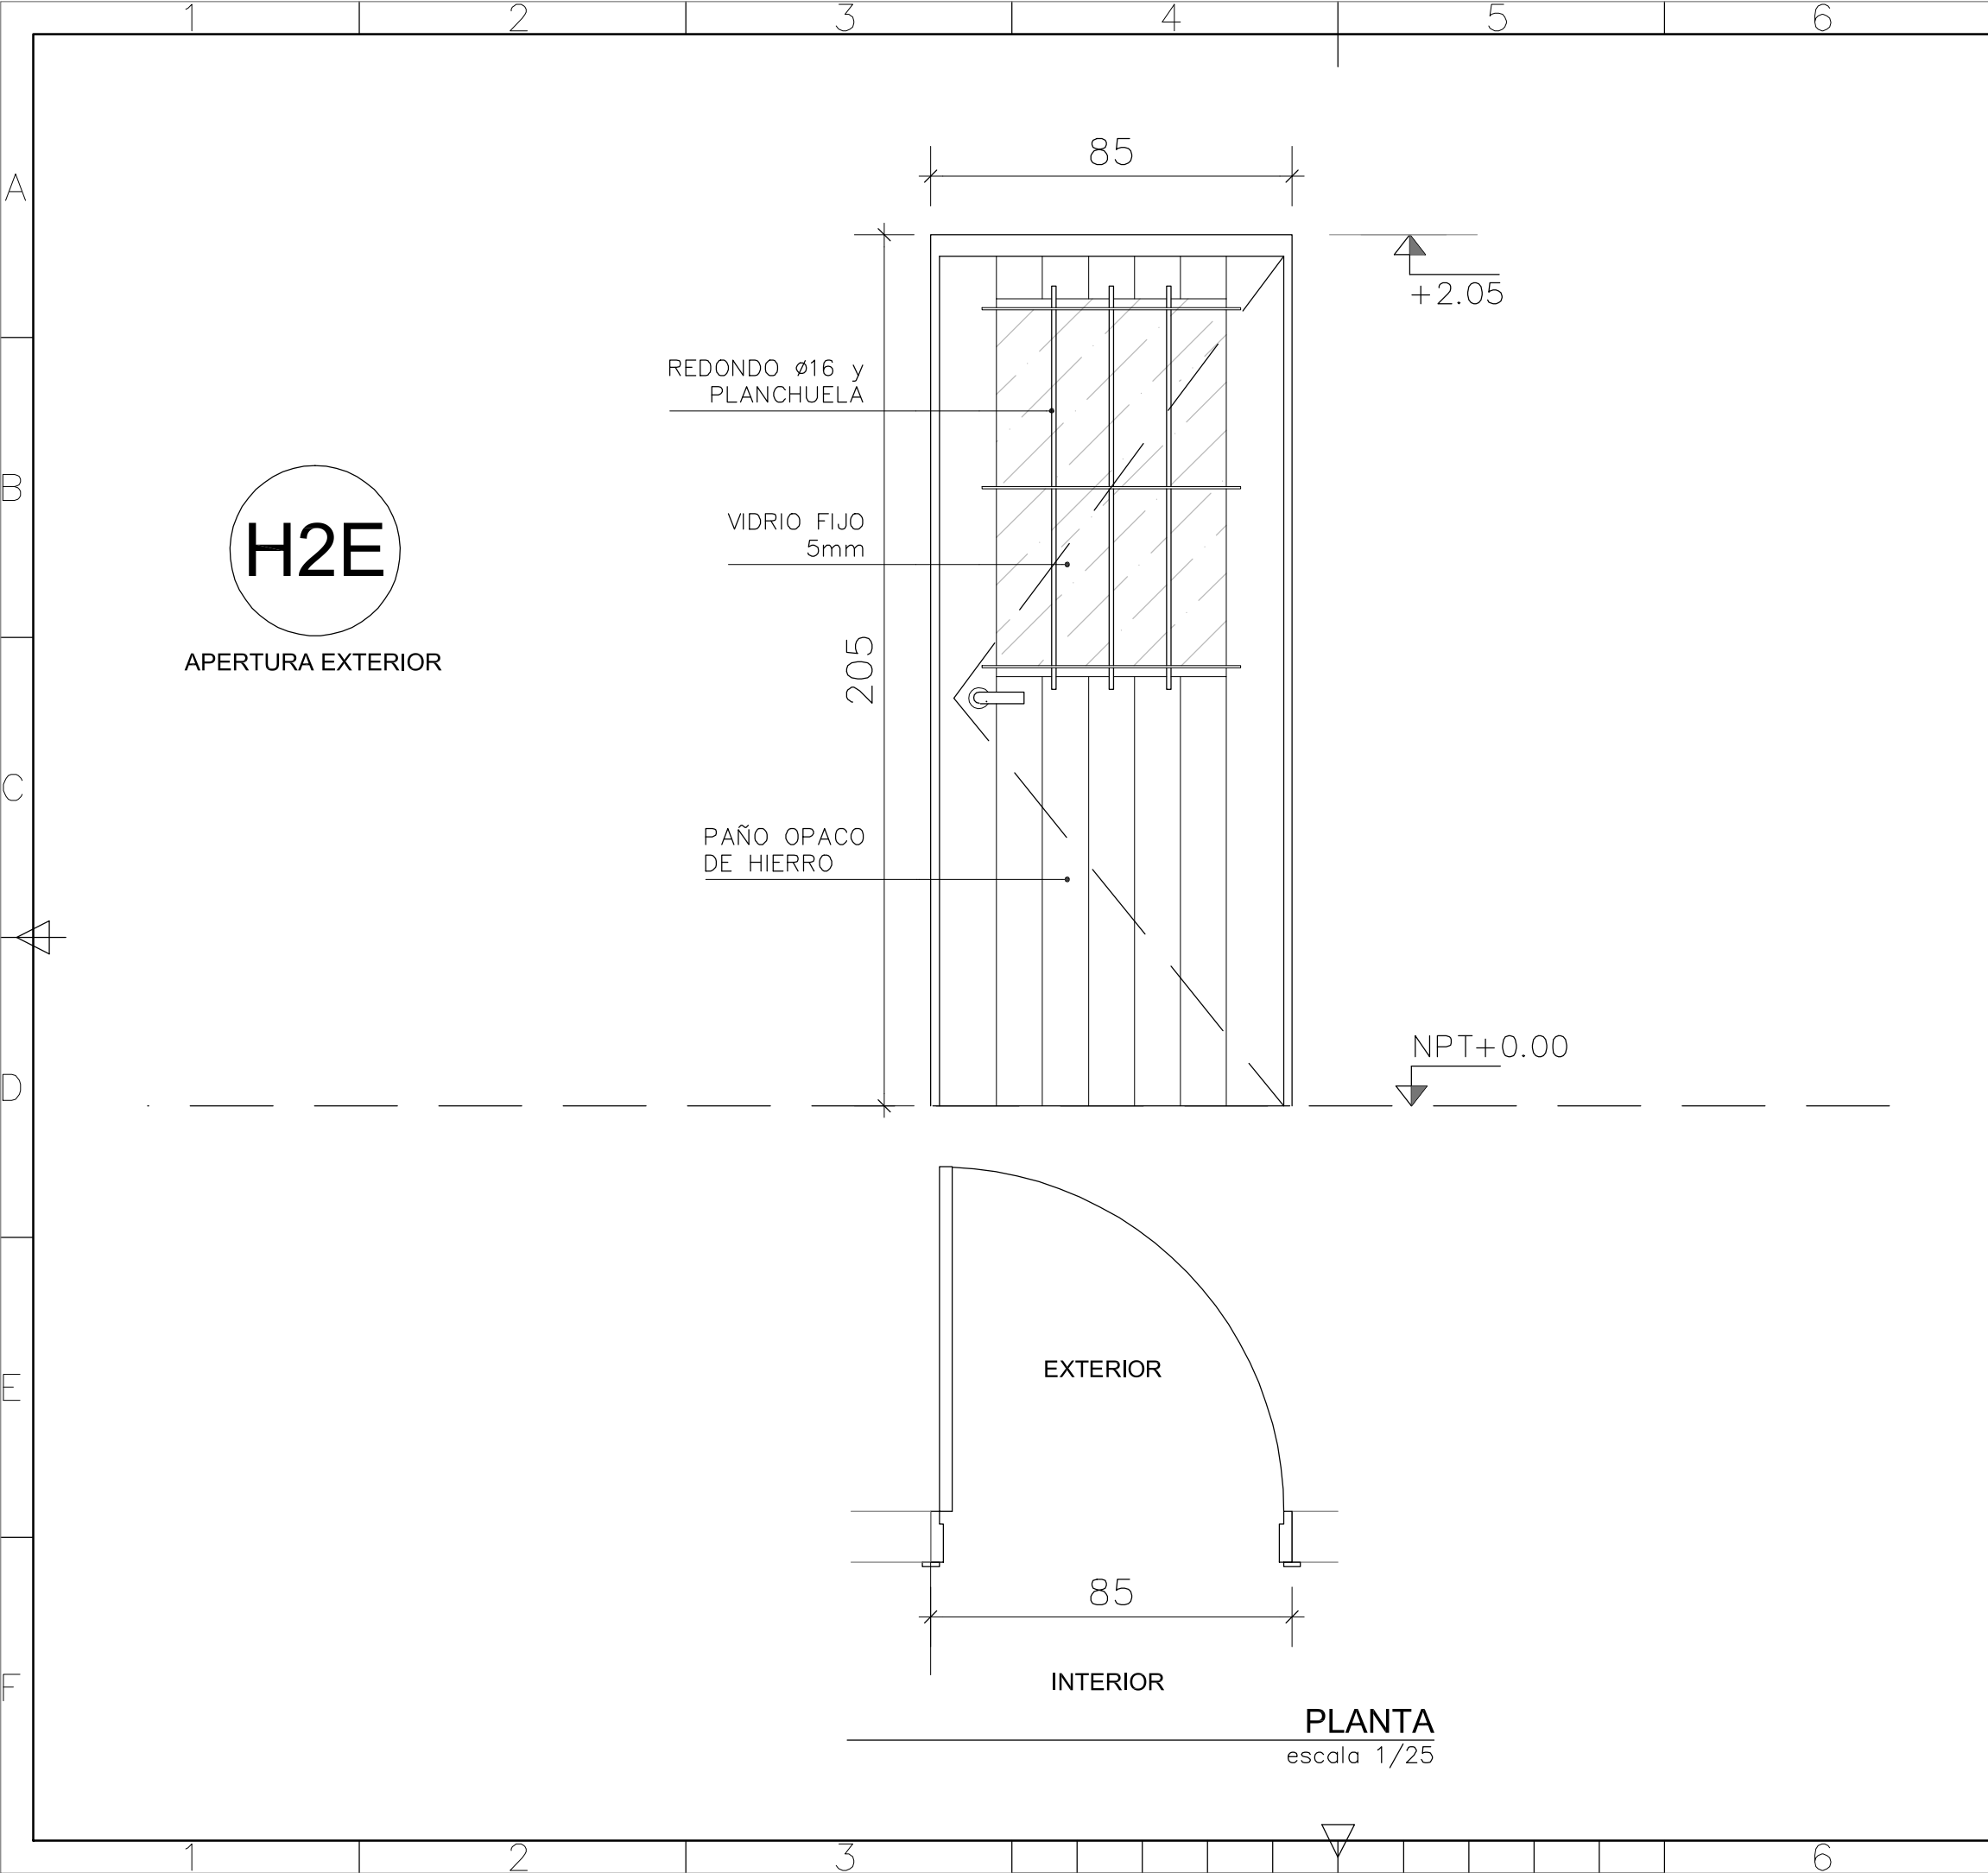 1 2 3 4 5 6
A
85
+2.05
REDONDO ø16 y
PLANCHUELA
B
H2E
VIDRIO FIJO
5mm
APERTURA EXTERIOR
205
C
PAÑO OPACO
DE HIERRO
NPT+0.00
D
EXTERIOR
E
85
INTERIOR
F
PLANTA
escala 1/25
1 2 3 6